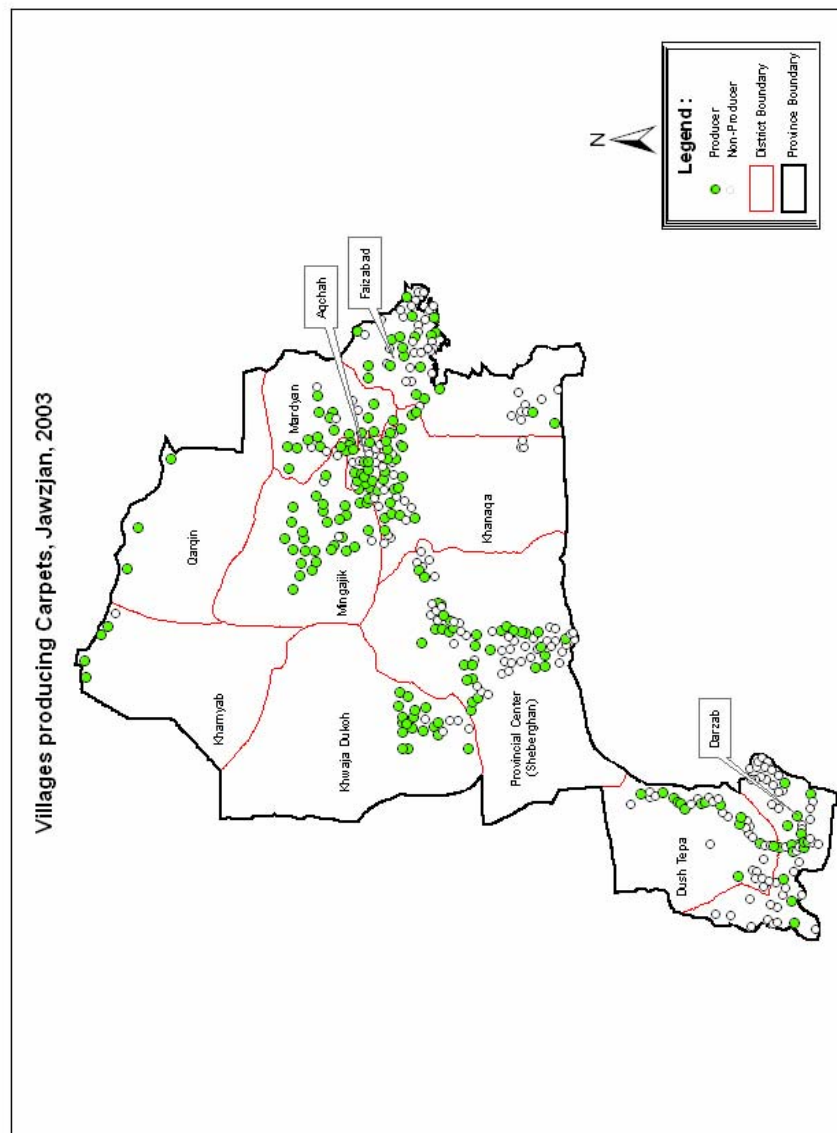 Villages producing Carpets, Jawzjan, 2003
Qarqin
Khamyab
Mardyan
Aqchah
Faizabad
Mingajik
Khwaja Dukoh
Khanaqa
Provincial Center
(Sheberghan)
Darzab
Dush Tepa
N
Legend :
Producer
Non-Producer
District Boundary
Province Boundary